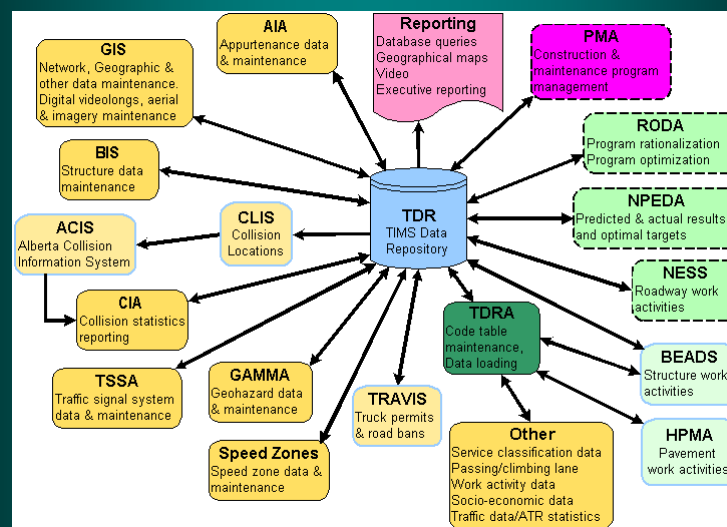 GIS
Network, Geographic &
other data maintenance.
Digital videolongs, aerial
& imagery maintenance
AIA
Appurtenance data
& maintenance
Reporting
Database queries
Geographical maps
Video
Executive reporting
PMA
Construction &
maintenance program
management
BIS
Structure data
maintenance
RODA
Program rationalization
Program optimization
TDR
TIMS Data
Repository
NPEDA
Predicted & actual results
and optimal targets
ACIS
Alberta Collision
Information System
CLIS
Collision
Locations
NESS
Roadway work
activities
CIA
Collision statistics
reporting
TDRA
Code table
maintenance,
Data loading
BEADS
Structure work
activities
TSSA
Traffic signal system
data & maintenance
GAMMA
Geohazard data
& maintenance
TRAVIS
Truck permits
& road bans
HPMA
Pavement
work activities
Speed Zones
Speed zone data &
maintenance
Other
Service classification data
Passing/climbing lane
Work activity data
Socio-economic data
Traffic data/ATR statistics